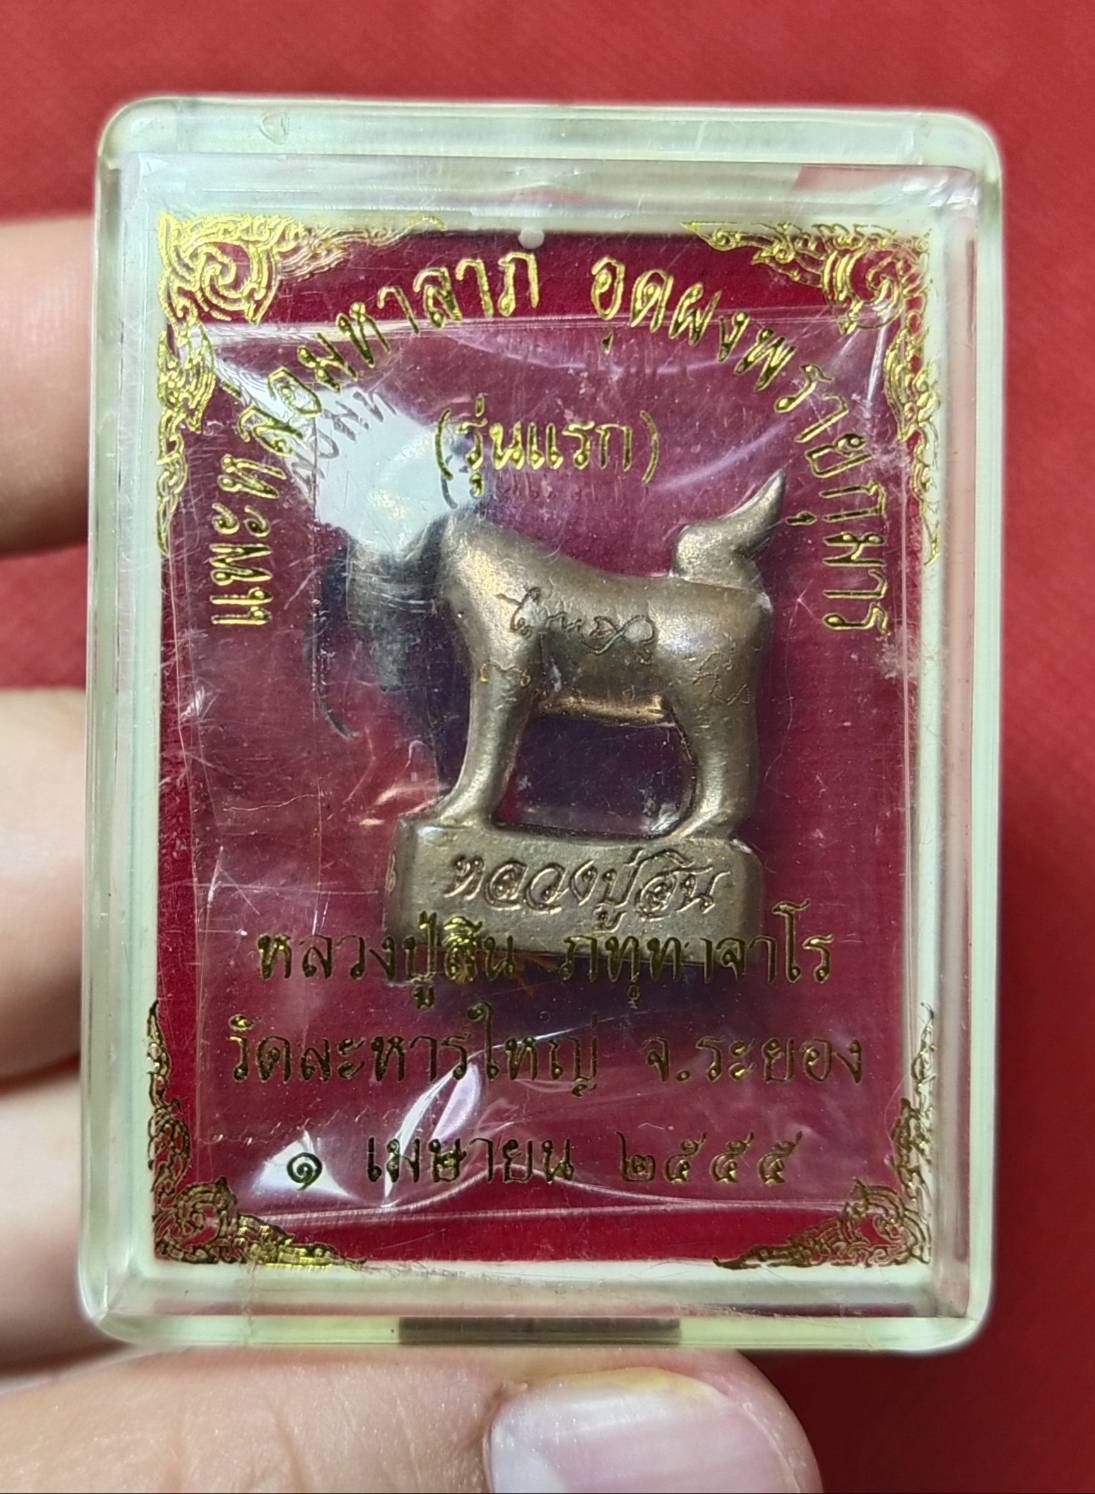 แพะหล่อมหาลาภ อุดผงพรายกุมาร
(รุ่นแรก)
หลวงปู่สิน
หลวงปู่สิน ภทฺทาจาโร
วัดละหารใหญ่ จ.ระยอง
๑ เมษายน ๒๕๕๕